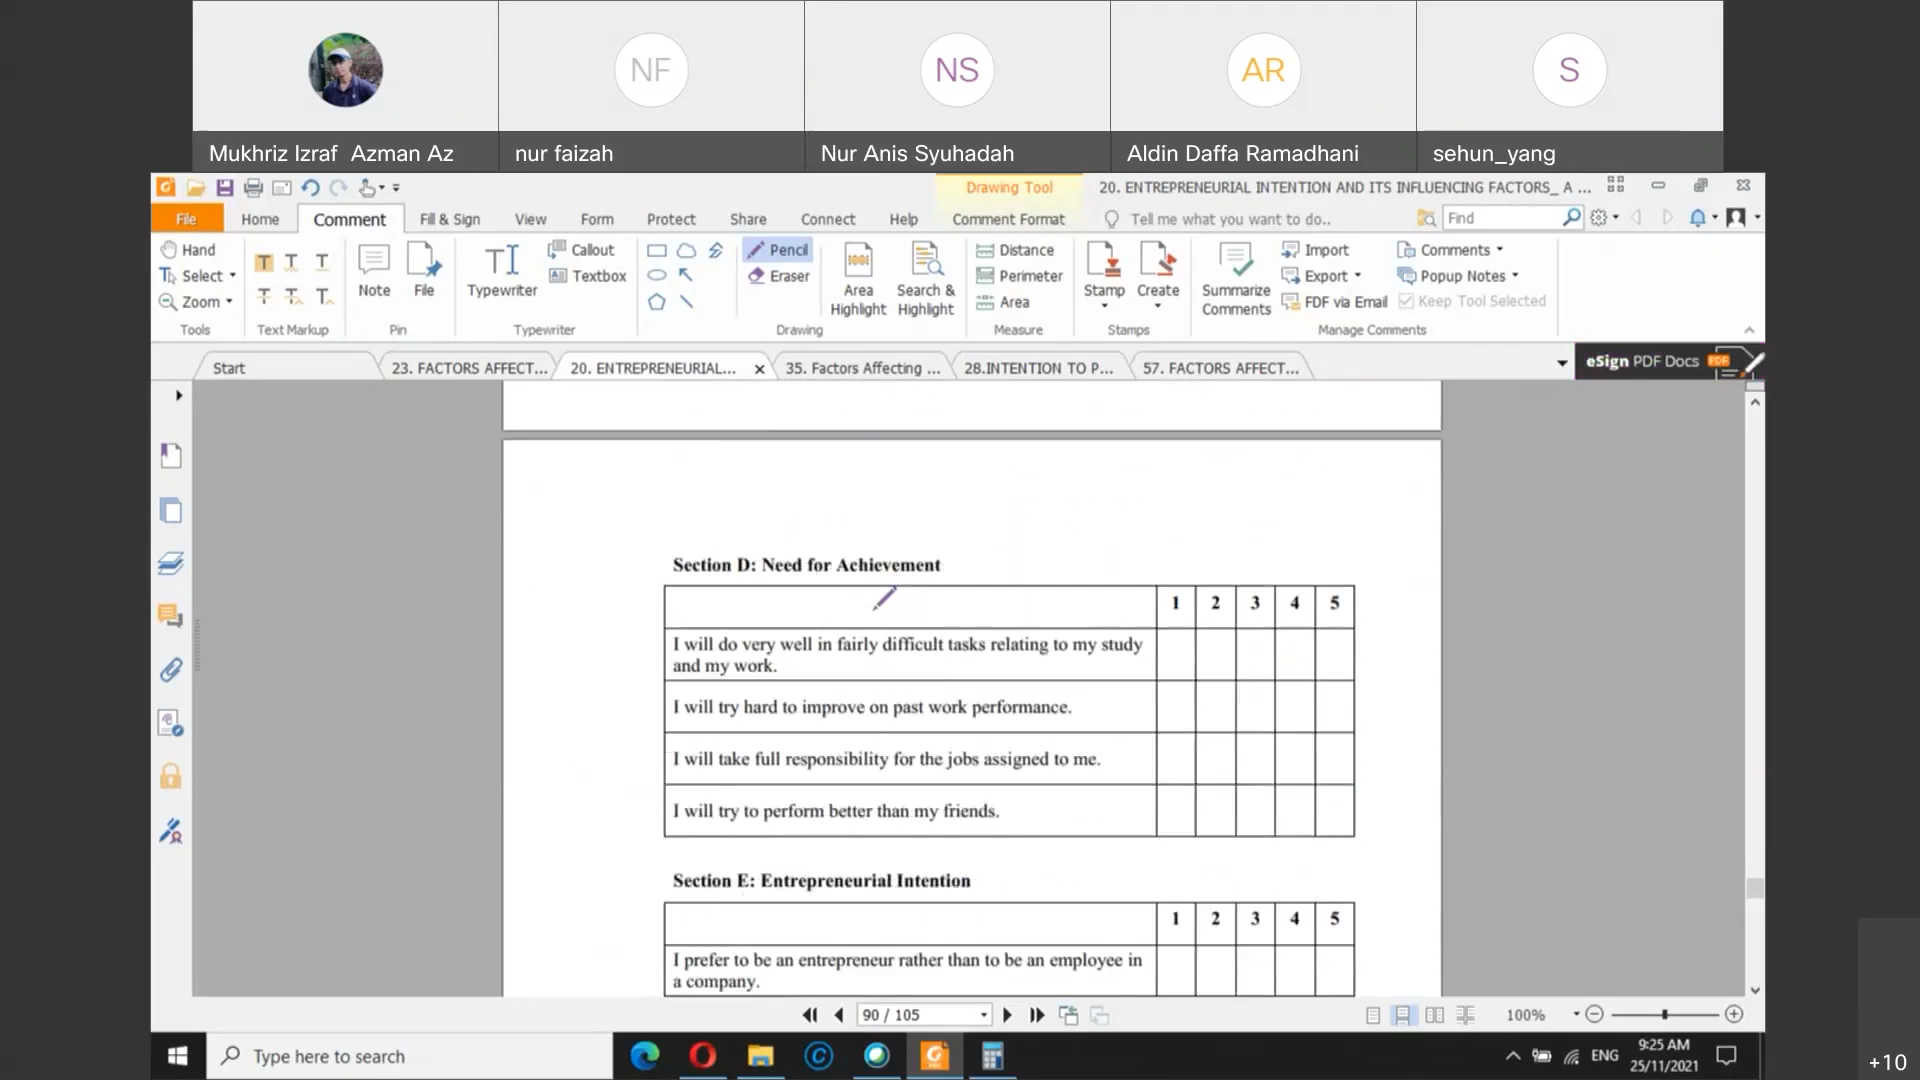 NF
NS
AR
S
Mukhriz Izraf Azman Az
nur faizah
Nur Anis Syuhadah
Aldin Daffa Ramadhani
sehun_yang
Drawing Tool
20. ENTREPRENEURIAL INTENTION AND ITS INFLUENCING FACTORS_ A ...
File
Home
Comment
Fill & Sign
View
Form
Protect
Share
Connect
Help
Comment Format
Tell me what you want to do..
Find
Hand
Select
Zoom
Tools
Text Markup
Note
File
Pin
Typewriter
Callout
Textbox
Typewriter
Pencil
Eraser
Area Highlight
Search & Highlight
Drawing
Distance
Perimeter
Area
Measure
Stamp
Create
Stamps
Summarize Comments
Import
Export
FDF via Email
Comments
Popup Notes
Keep Tool Selected
Manage Comments
Start
23. FACTORS AFFECT...
20. ENTREPRENEURIAL...
35. Factors Affecting ...
28.INTENTION TO P...
57. FACTORS AFFECT...
eSign PDF Docs
PDF
Section D: Need for Achievement
1 2 3 4 5
I will do very well in fairly difficult tasks relating to my study
and my work.
I will try hard to improve on past work performance.
I will take full responsibility for the jobs assigned to me.
I will try to perform better than my friends.
Section E: Entrepreneurial Intention
1 2 3 4 5
I prefer to be an entrepreneur rather than to be an employee in
a company.
90 / 105
100%
Type here to search
ENG
9:25 AM
25/11/2021
+10